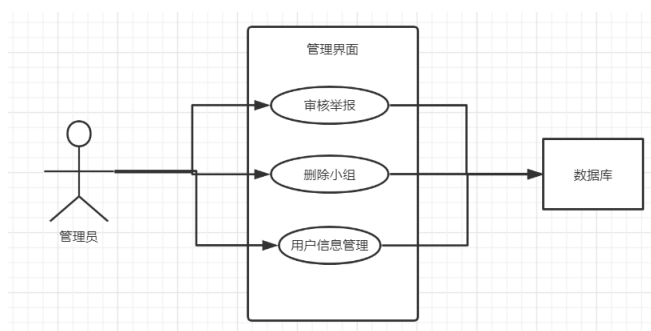 管理界面
审核举报
删除小组
数据库
管理员
用户信息管理